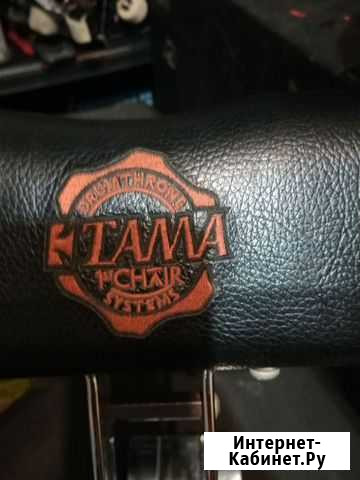 DRUM THRONE
TAMA
1st CHAIR
SYSTEMS
Интернет-
Кабинет.Ру